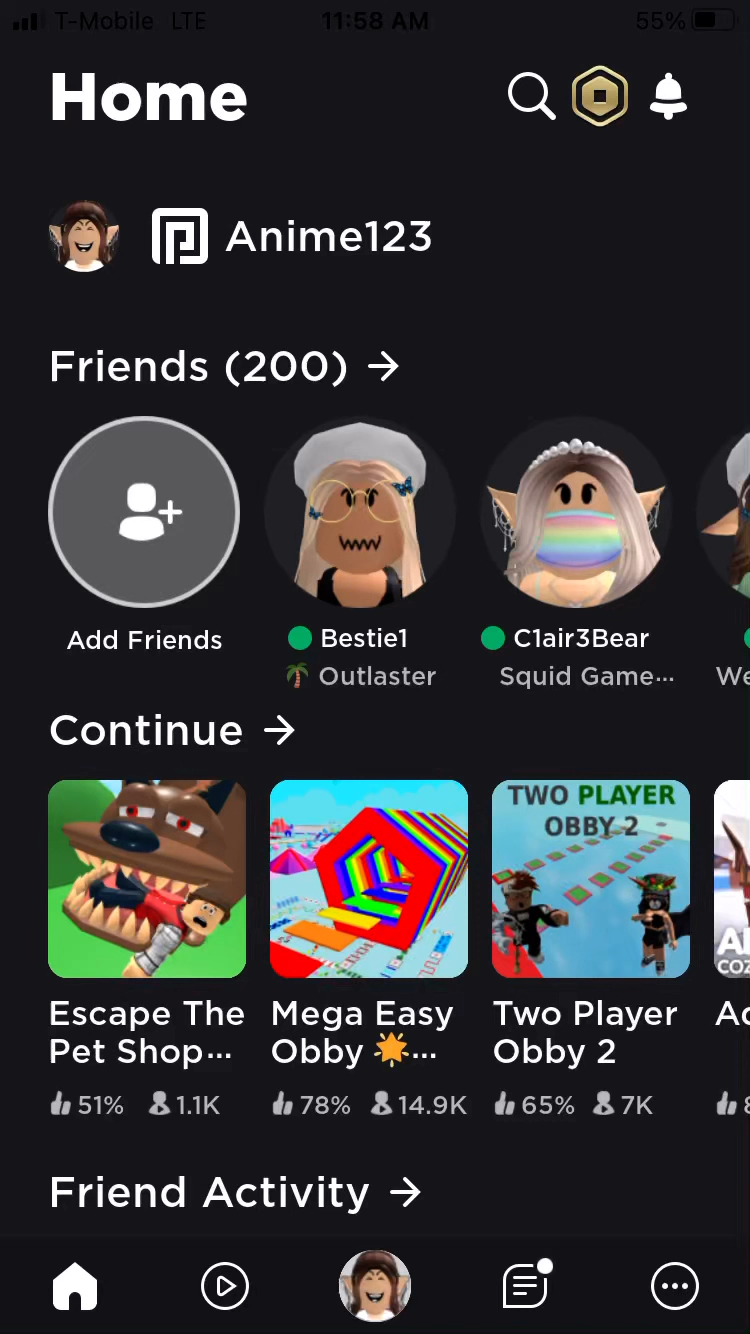 T-Mobile LTE 11:58 AM 55%
Home
Anime123
Friends (200) →
Add Friends
Bestie1
C1air3Bear
Outlaster
Squid Game...
We
Continue →
TWO PLAYER
OBBY 2
Escape The
Pet Shop...
Mega Easy
Obby 🌟...
Two Player
Obby 2
51% 1.1K
78% 14.9K
65% 7K
Friend Activity →